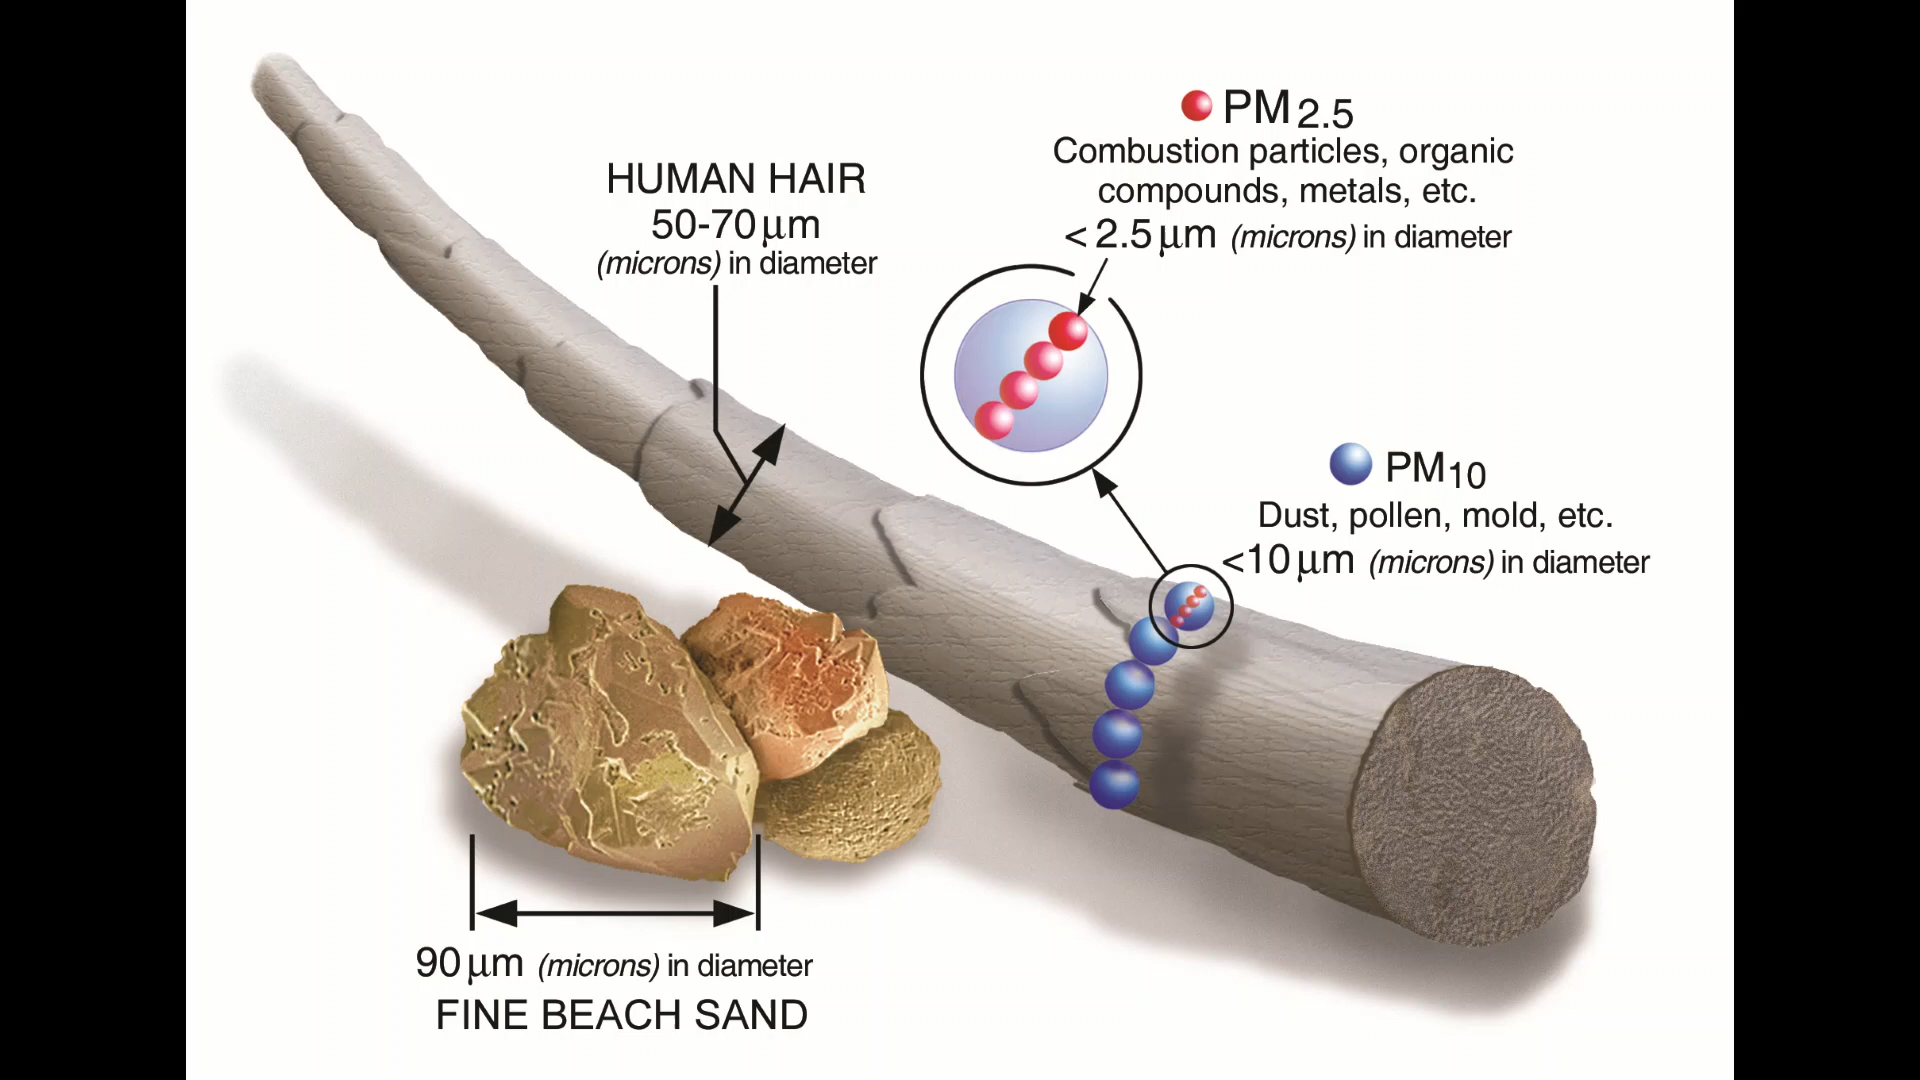 HUMAN HAIR
50-70 µm
(microns) in diameter
PM 2.5
Combustion particles, organic
compounds, metals, etc.
< 2.5 µm (microns) in diameter
PM10
Dust, pollen, mold, etc.
<10 µm (microns) in diameter
90 µm (microns) in diameter
FINE BEACH SAND